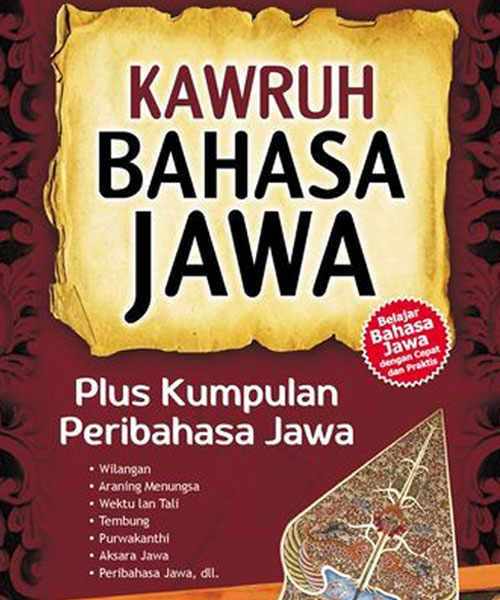 KAWRUH
BAHASA
JAWA
Belajar
Bahasa
Jawa
dengan Cepat
dan Praktis
Plus Kumpulan
Peribahasa Jawa
• Wilangan
• Araning Menungsa
• Wektu lan Tali
• Tembung
• Purwakanthi
• Aksara Jawa
• Peribahasa Jawa, dll.